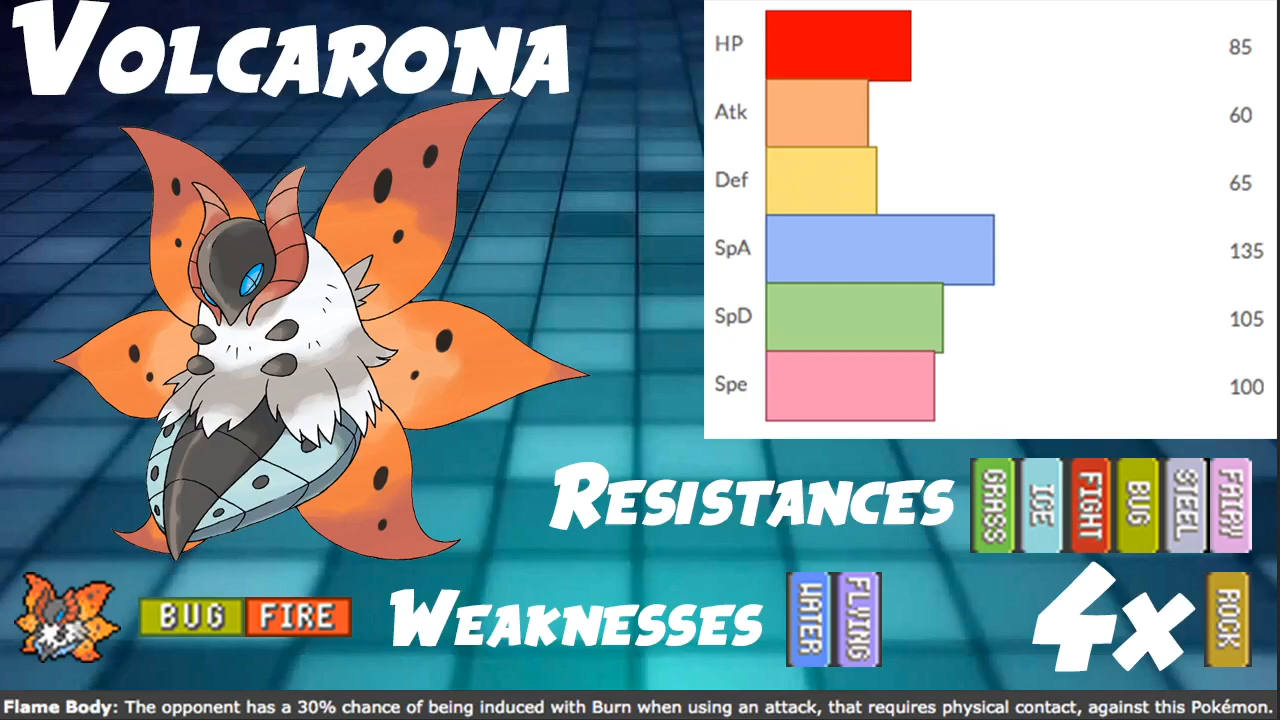 VOLCARONA
HP 85
Atk 60
Def 65
SpA 135
SpD 105
Spe 100
RESISTANCES GRASS ICE FIGHT BUG STEEL FAIRY
BUG FIRE WEAKNESSES WATER FLYING 4X ROCK
Flame Body: The opponent has a 30% chance of being induced with Burn when using an attack, that requires physical contact, against this Pokémon.